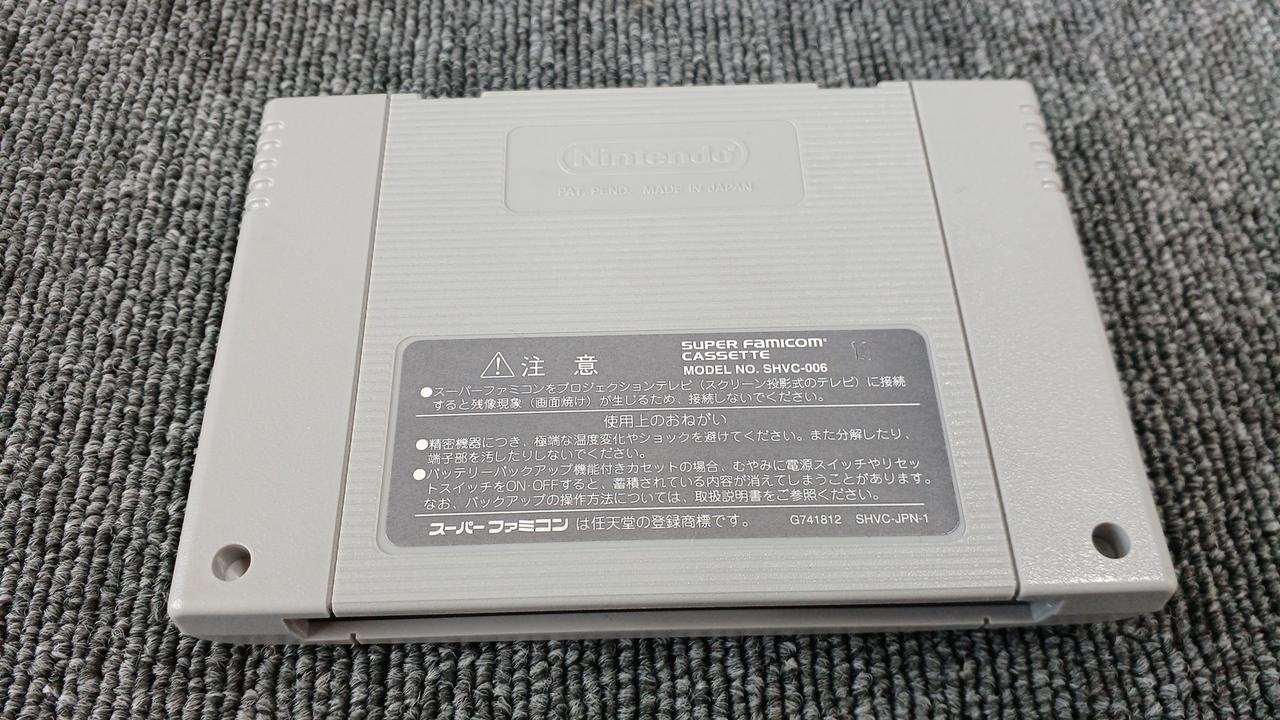 Nintendo®
PAT. PEND. MADE IN JAPAN
注意
SUPER FAMICOM®
CASSETTE
MODEL NO. SHVC-006
●スーパーファミコンをプロジェクションテレビ（スクリーン投影式のテレビ）に接続
すると残像現象（画面焼け）が生じるため、接続しないでください。
使用上のおねがい
●精密機器につき、極端な温度変化やショックを避けてください。また分解したり、
端子部を汚したりしないでください。
●バッテリーバックアップ機能付きカセットの場合、むやみに電源スイッチやリセッ
トスイッチをON・OFFすると、蓄積されている内容が消えてしまうことがあります。
なお、バックアップの操作方法については、取扱説明書をご参照ください。
スーパーファミコン は任天堂の登録商標です。
G741812 SHVC-JPN-1